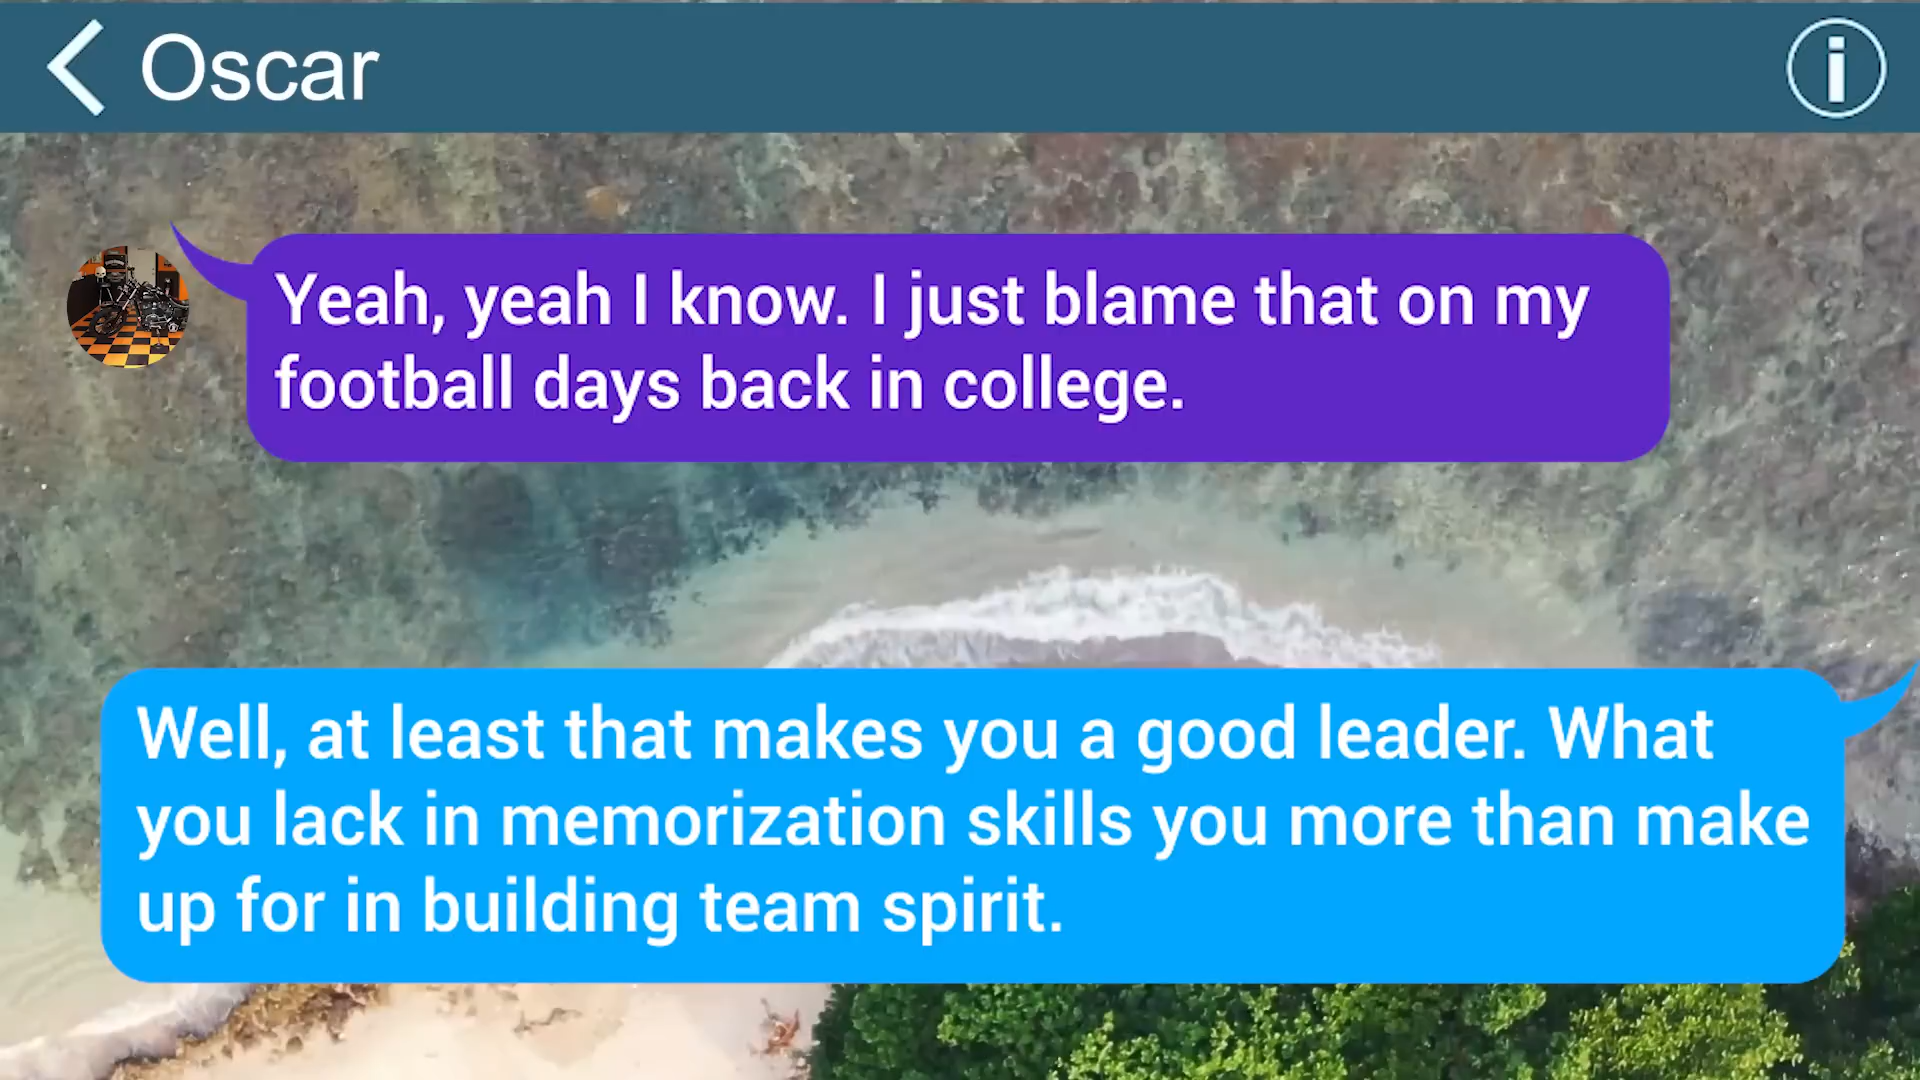 Oscar
Yeah, yeah I know. I just blame that on my
football days back in college.
Well, at least that makes you a good leader. What
you lack in memorization skills you more than make
up for in building team spirit.